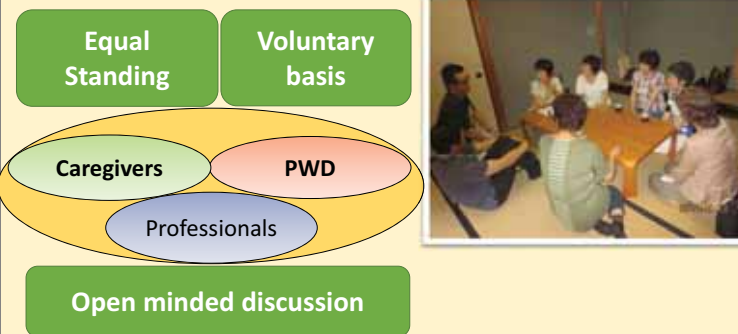 Equal
Standing
Voluntary
basis
Caregivers
PWD
Professionals
Open minded discussion